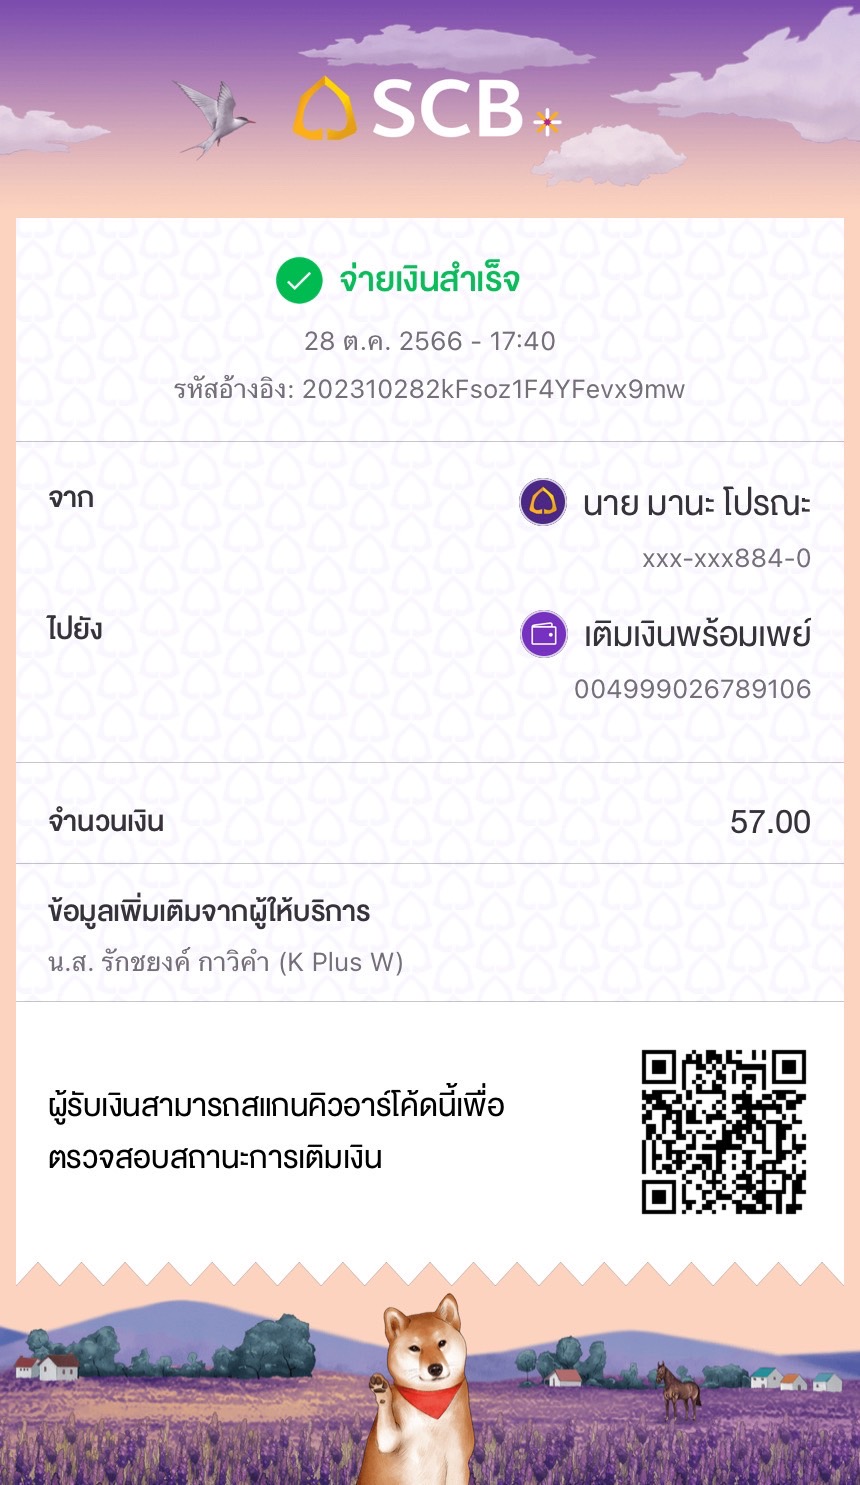 SCB
จ่ายเงินสำเร็จ
28 ต.ค. 2566 - 17:40
รหัสอ้างอิง: 202310282kFsoz1F4YFevx9mw
จาก
นาย มานะ โปรณะ
xxx-xxx884-0
ไปยัง
เติมเงินพร้อมเพย์
004999026789106
จำนวนเงิน
57.00
ข้อมูลเพิ่มเติมจากผู้ให้บริการ
น.ส. รักชยงค์ กาวิคำ (K Plus W)
ผู้รับเงินสามารถสแกนคิวอาร์โค้ดนี้เพื่อ
ตรวจสอบสถานะการเติมเงิน